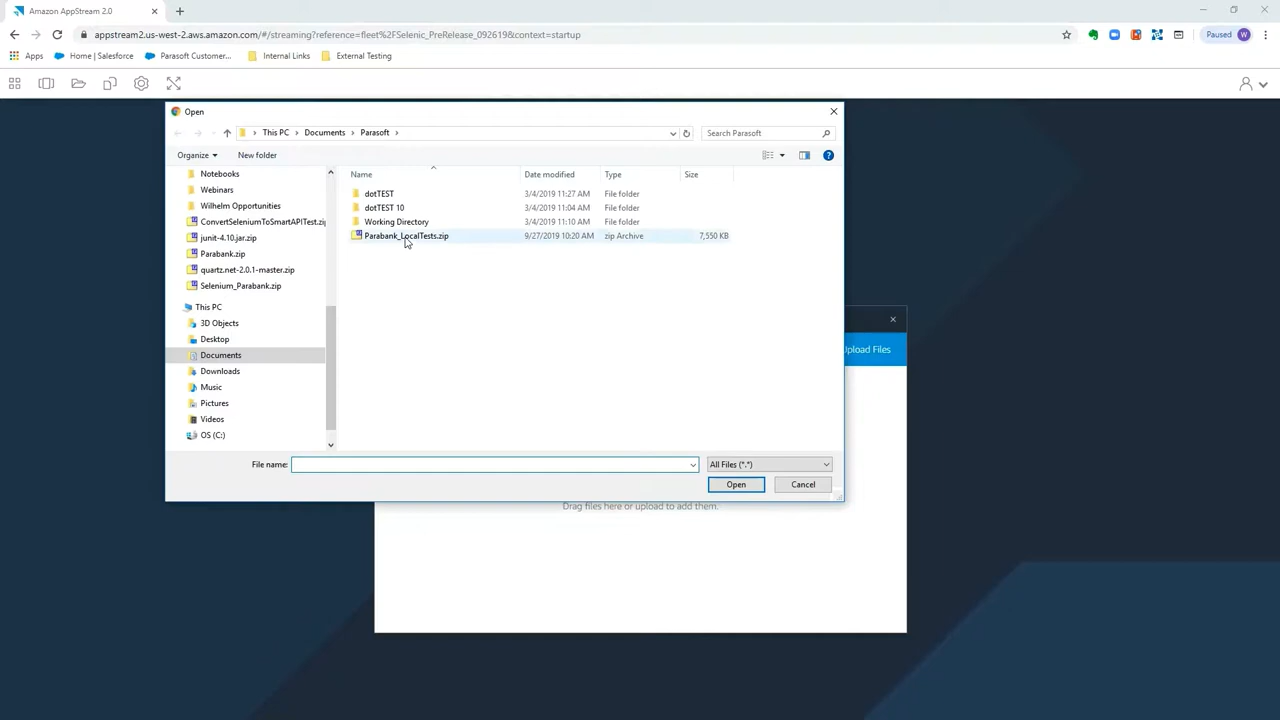 Amazon AppStream 2.0
appstream2.us-west-2.aws.amazon.com/#/streaming?reference=fleet%2FSelenic_PreRelease_092619&context=startup
Paused W
Apps Home | Salesforce Parasoft Customer... Internal Links External Testing
Open
This PC Documents Parasoft
Search Parasoft
Organize New folder
Name Date modified Type Size
Notebooks
Webinars
Wilhelm Opportunities
ConvertSeleniumToSmartAPITest.zip
junit-4.10.jar.zip
Parabank.zip
quartz.net-2.0.1-master.zip
Selenium_Parabank.zip
This PC
3D Objects
Desktop
Documents
Downloads
Music
Pictures
Videos
OS (C:)
dotTEST 3/4/2019 11:27 AM File folder
dotTEST 10 3/4/2019 11:04 AM File folder
Working Directory 3/4/2019 11:10 AM File folder
Parabank_LocalTests.zip 9/27/2019 10:20 AM zip Archive 7,550 KB
File name: All Files (*.*)
Open Cancel
Upload Files
Drag files here or upload to add them.